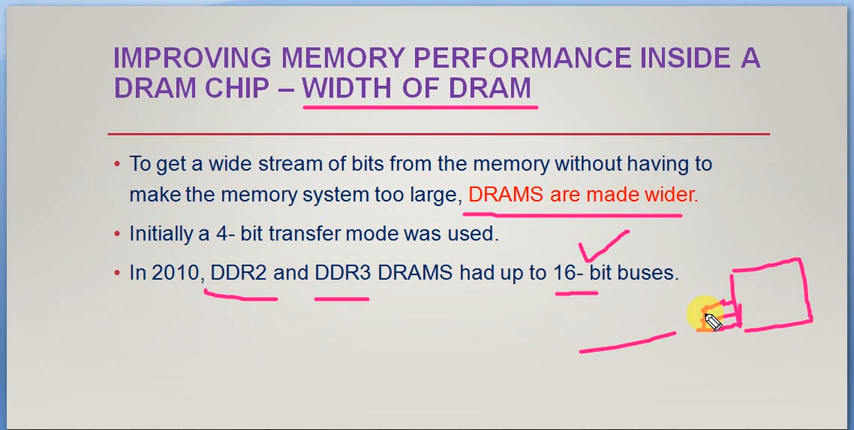 IMPROVING MEMORY PERFORMANCE INSIDE A
DRAM CHIP – WIDTH OF DRAM
• To get a wide stream of bits from the memory without having to
make the memory system too large, DRAMS are made wider.
• Initially a 4- bit transfer mode was used.
• In 2010, DDR2 and DDR3 DRAMS had up to 16- bit buses.